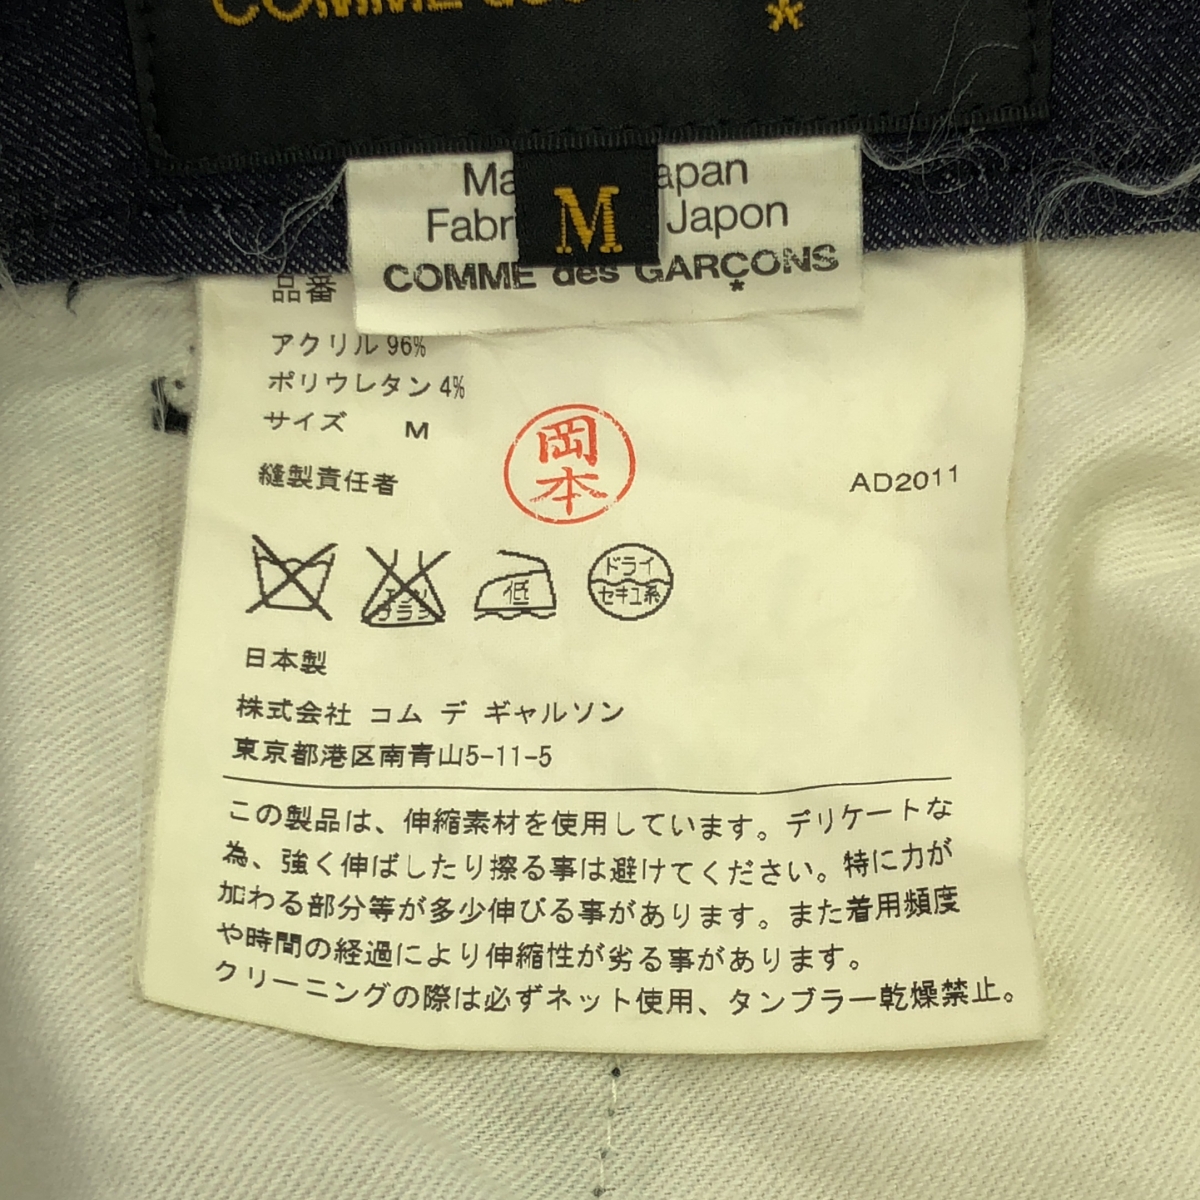 COMME
M
COMME des GARÇONS
品番
アクリル 96%
ポリウレタン 4%
サイズ M
縫製責任者 岡本 AD2011
低
ドライ
セキユ系
日本製
株式会社 コム デ ギャルソン
東京都港区南青山5-11-5
この製品は、伸縮素材を使用しています。デリケートな
為、強く伸ばしたり擦る事は避けてください。特に力が
加わる部分等が多少伸びる事があります。また着用頻度
や時間の経過により伸縮性が劣る事があります。
クリーニングの際は必ずネット使用、タンブラー乾燥禁止。